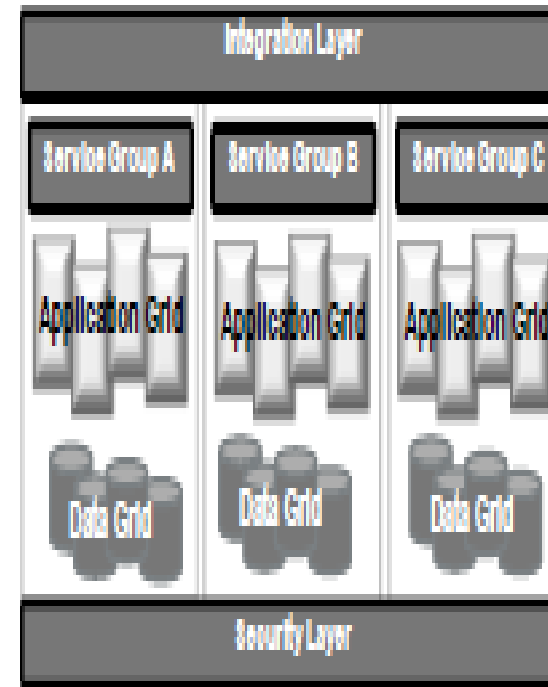 Integration Layer
Service Group A
Service Group B
Service Group C
Application Grid
Application Grid
Application Grid
Data Grid
Data Grid
Data Grid
Security Layer